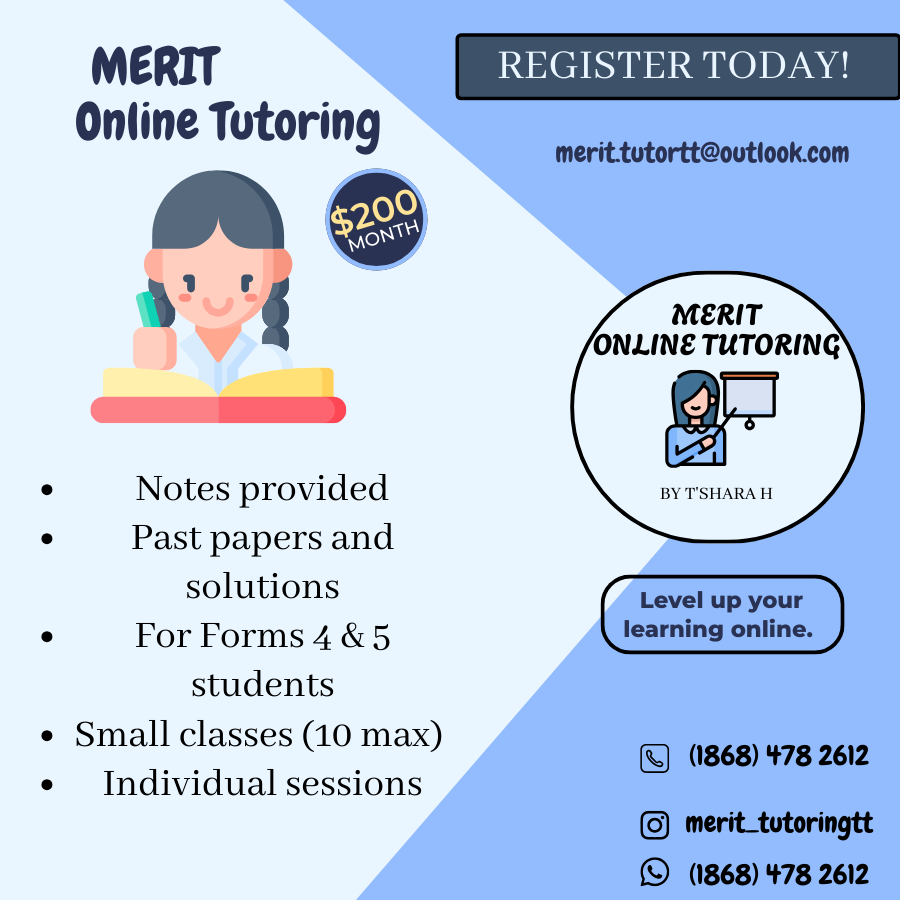 MERIT
Online Tutoring
$200
MONTH
REGISTER TODAY!
merit.tutortt@outlook.com
MERIT
ONLINE TUTORING
BY T'SHARA H
Level up your
learning online.
• Notes provided
• Past papers and
solutions
• For Forms 4 & 5
students
• Small classes (10 max)
• Individual sessions
(1868) 478 2612
merit_tutoringtt
(1868) 478 2612